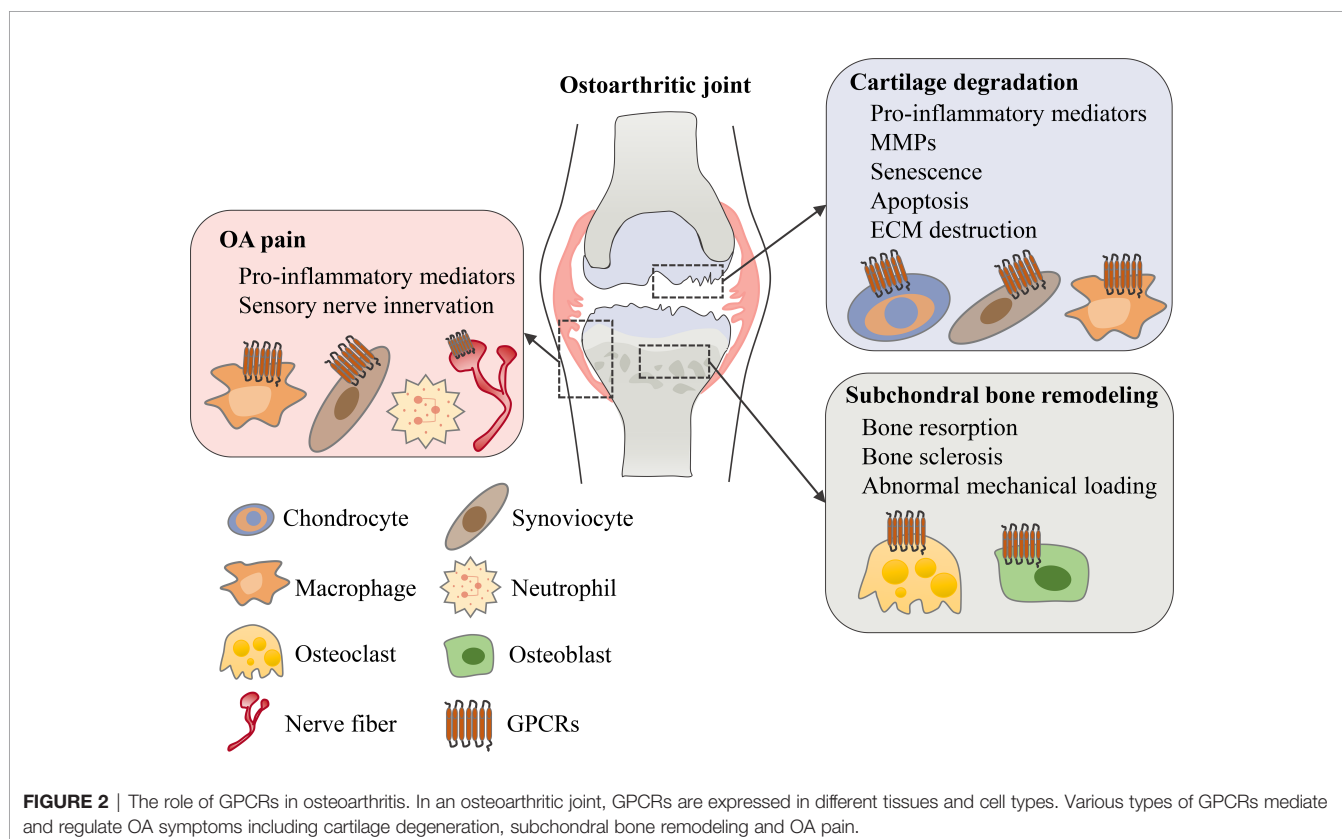 Ostoarthritic joint
Cartilage degradation
Pro-inflammatory mediators
MMPs
Senescence
Apoptosis
ECM destruction
OA pain
Pro-inflammatory mediators
Sensory nerve innervation
Subchondral bone remodeling
Bone resorption
Bone sclerosis
Abnormal mechanical loading
Chondrocyte
Synoviocyte
Macrophage
Neutrophil
Osteoclast
Osteoblast
Nerve fiber
GPCRs
FIGURE 2 | The role of GPCRs in osteoarthritis. In an osteoarthritic joint, GPCRs are expressed in different tissues and cell types. Various types of GPCRs mediate
and regulate OA symptoms including cartilage degeneration, subchondral bone remodeling and OA pain.